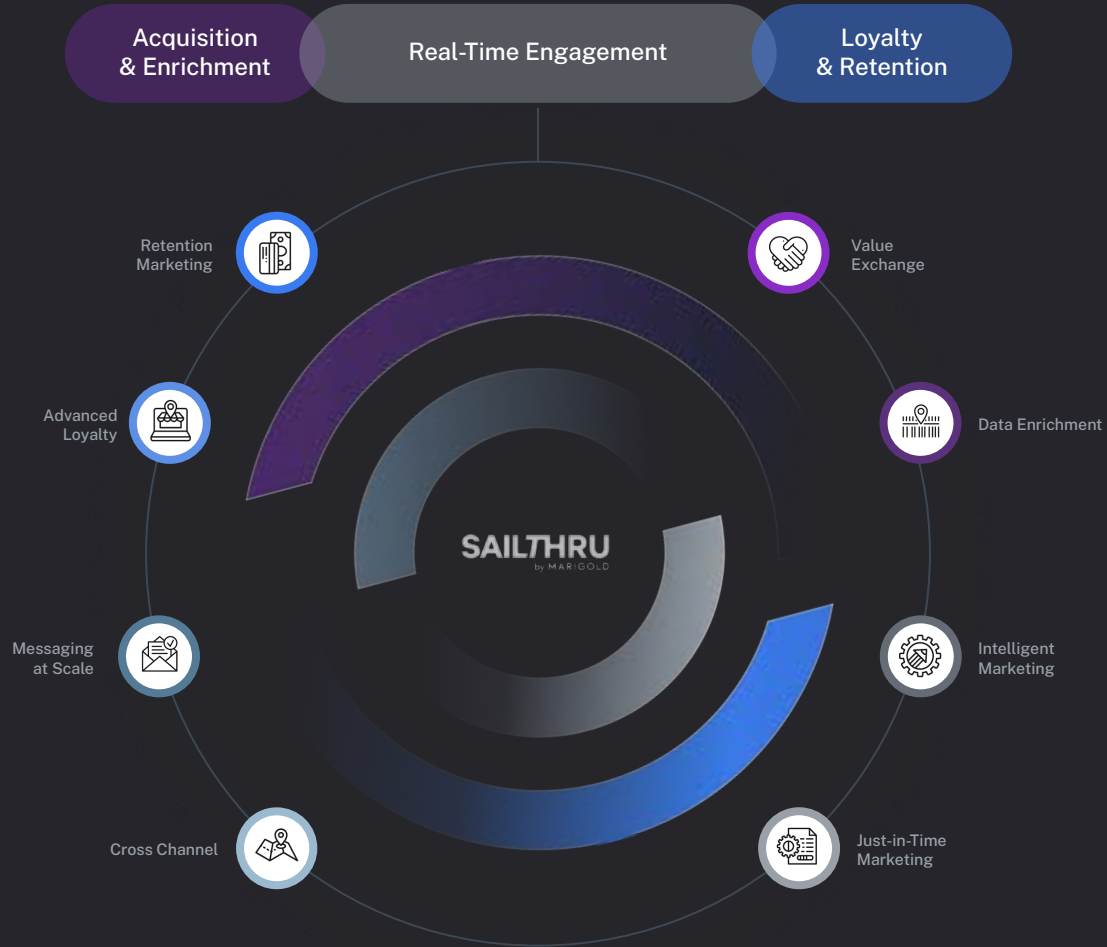 Acquisition
& Enrichment
Real-Time Engagement
Loyalty
& Retention
Retention
Marketing
Value
Exchange
Advanced
Loyalty
Data Enrichment
SAILTHRU
by MARIGOLD
Messaging
at Scale
Intelligent
Marketing
Cross Channel
Just-in-Time
Marketing